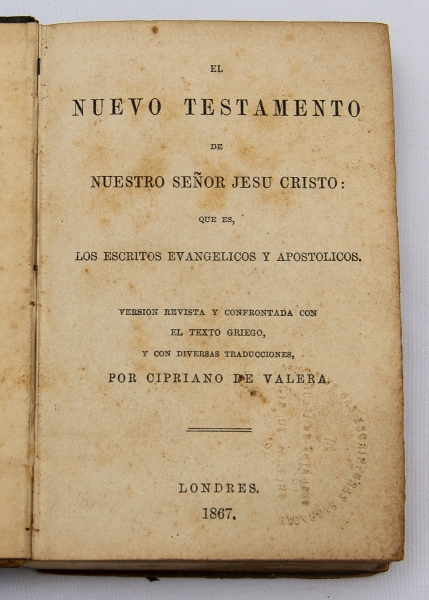 EL
NUEVO TESTAMENTO
DE
NUESTRO SEÑOR JESU CRISTO:
QUE ES,
LOS ESCRITOS EVANGELICOS Y APOSTOLICOS.
VERSION REVISTA Y CONFRONTADA CON
EL TEXTO GRIEGO,
Y CON DIVERSAS TRADUCCIONES,
POR CIPRIANO DE VALERA.
LONDRES.
1867.